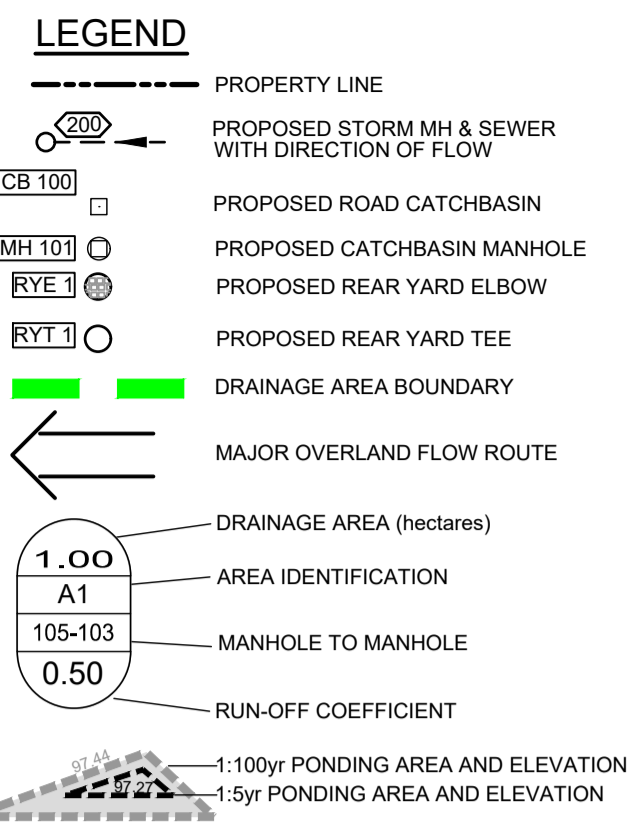 LEGEND
PROPERTY LINE
200
PROPOSED STORM MH & SEWER
WITH DIRECTION OF FLOW
CB 100
PROPOSED ROAD CATCHBASIN
MH 101
PROPOSED CATCHBASIN MANHOLE
RYE 1
PROPOSED REAR YARD ELBOW
RYT 1
PROPOSED REAR YARD TEE
DRAINAGE AREA BOUNDARY
MAJOR OVERLAND FLOW ROUTE
DRAINAGE AREA (hectares)
1.00
AREA IDENTIFICATION
A1
105-103
MANHOLE TO MANHOLE
0.50
RUN-OFF COEFFICIENT
97.44
1:100yr PONDING AREA AND ELEVATION
97.27
1:5yr PONDING AREA AND ELEVATION